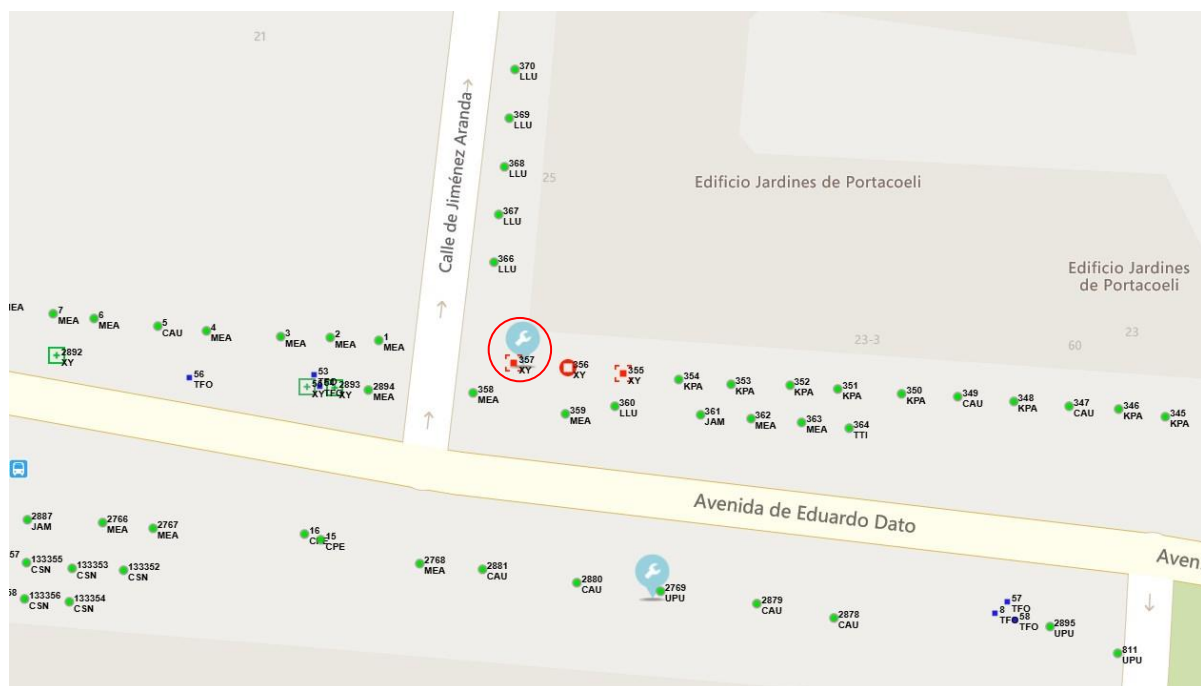 21
370
LLU
369
LLU
368
LLU
367
LLU
366
LLU
Calle de Jiménez Aranda
25
Edificio Jardines de Portacoeli
Edificio Jardines
de Portacoeli
23-3
60
23
7
MEA
6
MEA
5
CAU
4
MEA
3
MEA
2
MEA
1
MEA
2892
XY
56
TFO
53
2893
XY
2894
MEA
357
XY
356
XY
355
XY
354
KPA
353
KPA
352
KPA
351
KPA
350
KPA
349
CAU
348
KPA
347
CAU
346
KPA
345
KPA
358
MEA
359
MEA
360
LLU
361
JAM
362
MEA
363
MEA
364
TTI
Avenida de Eduardo Dato
Aven
2887
JAM
2766
MEA
2767
MEA
16
15
CPE
57
133355
CSN
133353
CSN
133352
CSN
133356
CSN
133354
CSN
2768
MEA
2881
CAU
2880
CAU
2769
UPU
2879
CAU
2878
CAU
57
TFO
8
58
TFO
2895
UPU
811
UPU